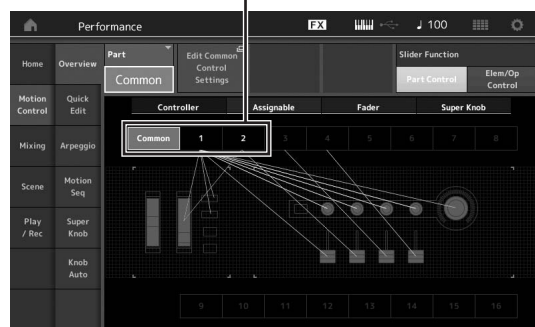 Performance FX ♩ 100
Home Overview Part Common Edit Common Control Settings Slider Function Part Control Elem/Op Control
Motion Control Quick Edit Controller Assignable Fader Super Knob
Mixing Arpeggio Common 1 2 3 4 5 6 7 8
Scene Motion Seq
Play / Rec Super Knob
Knob Auto
9 10 11 12 13 14 15 16